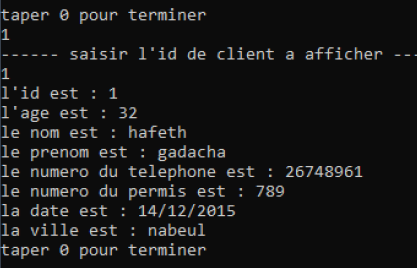 taper 0 pour terminer
1
------ saisir l'id de client a afficher ---
1
l'id est : 1
l'age est : 32
le nom est : hafeth
le prenom est : gadacha
le numero du telephone est : 26748961
le numero du permis est : 789
la date est : 14/12/2015
la ville est : nabeul
taper 0 pour terminer